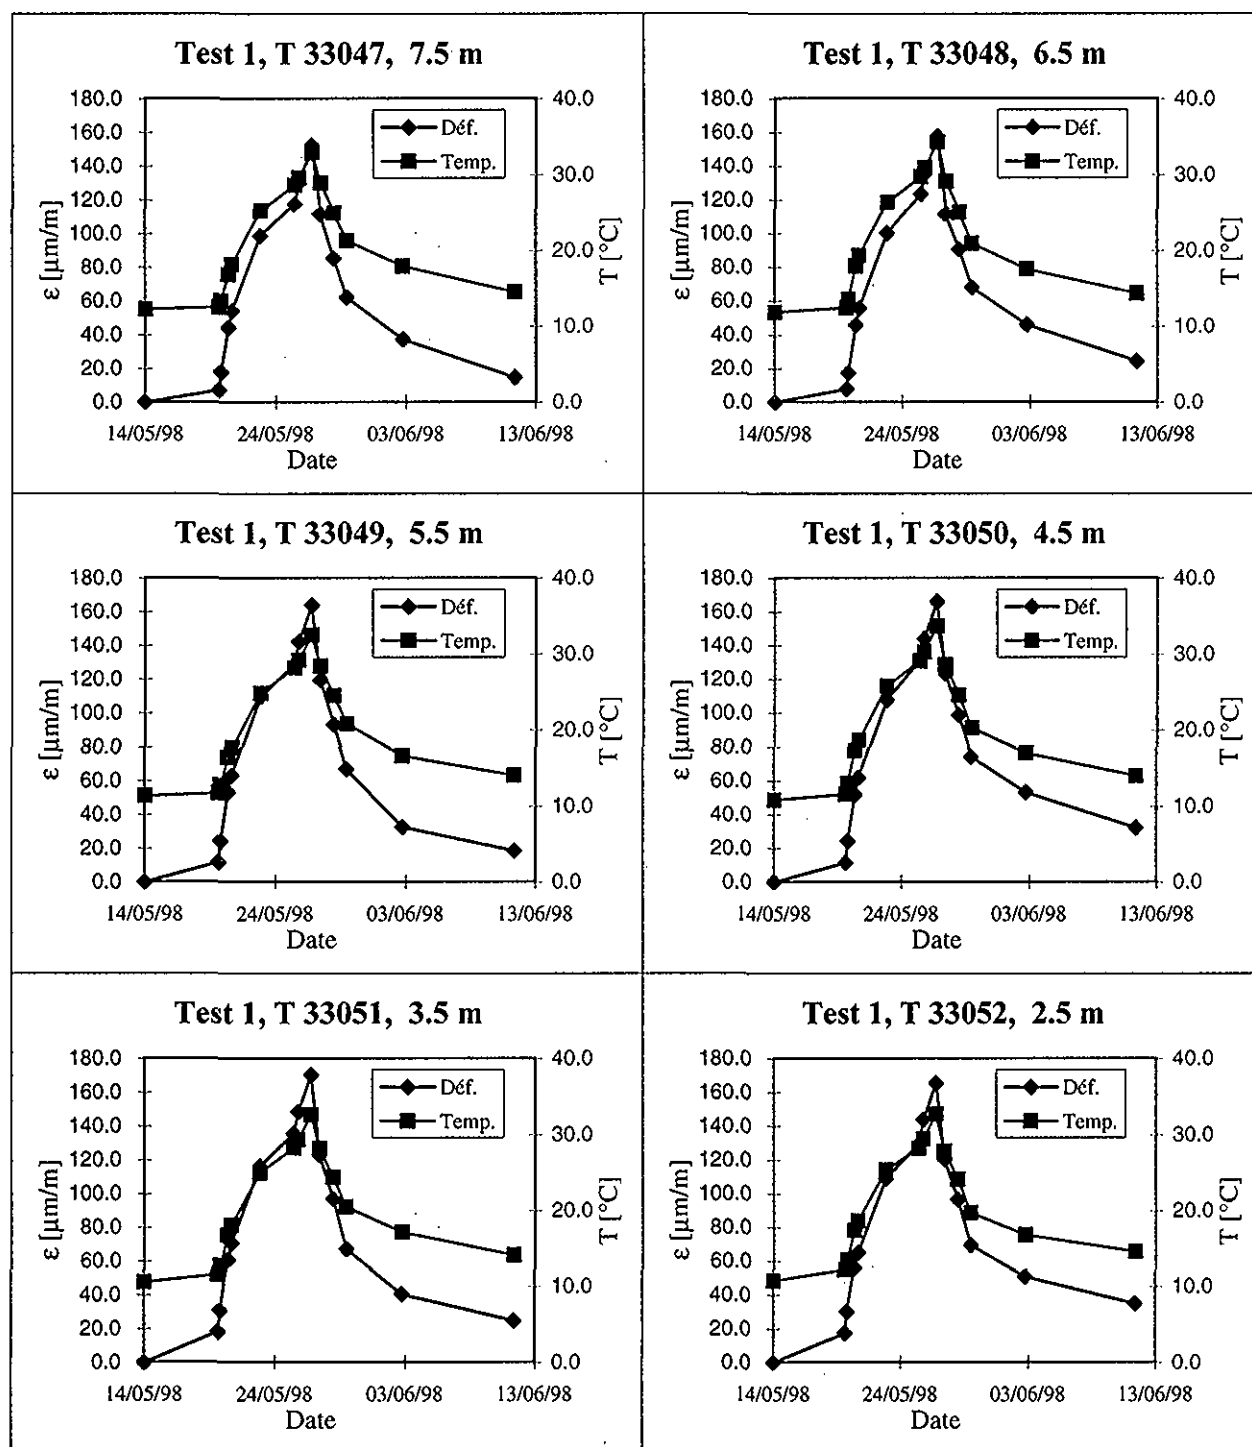 Test 1, T 33047, 7.5 m
180.0
160.0
140.0
120.0
100.0
80.0
60.0
40.0
20.0
0.0
ε [µm/m]
40.0
30.0
20.0
10.0
0.0
T [°C]
Déf.
Temp.
14/05/98 24/05/98 03/06/98 13/06/98
Date
Test 1, T 33048, 6.5 m
180.0
160.0
140.0
120.0
100.0
80.0
60.0
40.0
20.0
0.0
ε [µm/m]
40.0
30.0
20.0
10.0
0.0
T [°C]
Déf.
Temp.
14/05/98 24/05/98 03/06/98 13/06/98
Date
Test 1, T 33049, 5.5 m
180.0
160.0
140.0
120.0
100.0
80.0
60.0
40.0
20.0
0.0
ε [µm/m]
40.0
30.0
20.0
10.0
0.0
T [°C]
Déf.
Temp.
14/05/98 24/05/98 03/06/98 13/06/98
Date
Test 1, T 33050, 4.5 m
180.0
160.0
140.0
120.0
100.0
80.0
60.0
40.0
20.0
0.0
ε [µm/m]
40.0
30.0
20.0
10.0
0.0
T [°C]
Déf.
Temp.
14/05/98 24/05/98 03/06/98 13/06/98
Date
Test 1, T 33051, 3.5 m
180.0
160.0
140.0
120.0
100.0
80.0
60.0
40.0
20.0
0.0
ε [µm/m]
40.0
30.0
20.0
10.0
0.0
T [°C]
Déf.
Temp.
14/05/98 24/05/98 03/06/98 13/06/98
Date
Test 1, T 33052, 2.5 m
180.0
160.0
140.0
120.0
100.0
80.0
60.0
40.0
20.0
0.0
ε [µm/m]
40.0
30.0
20.0
10.0
0.0
T [°C]
Déf.
Temp.
14/05/98 24/05/98 03/06/98 13/06/98
Date